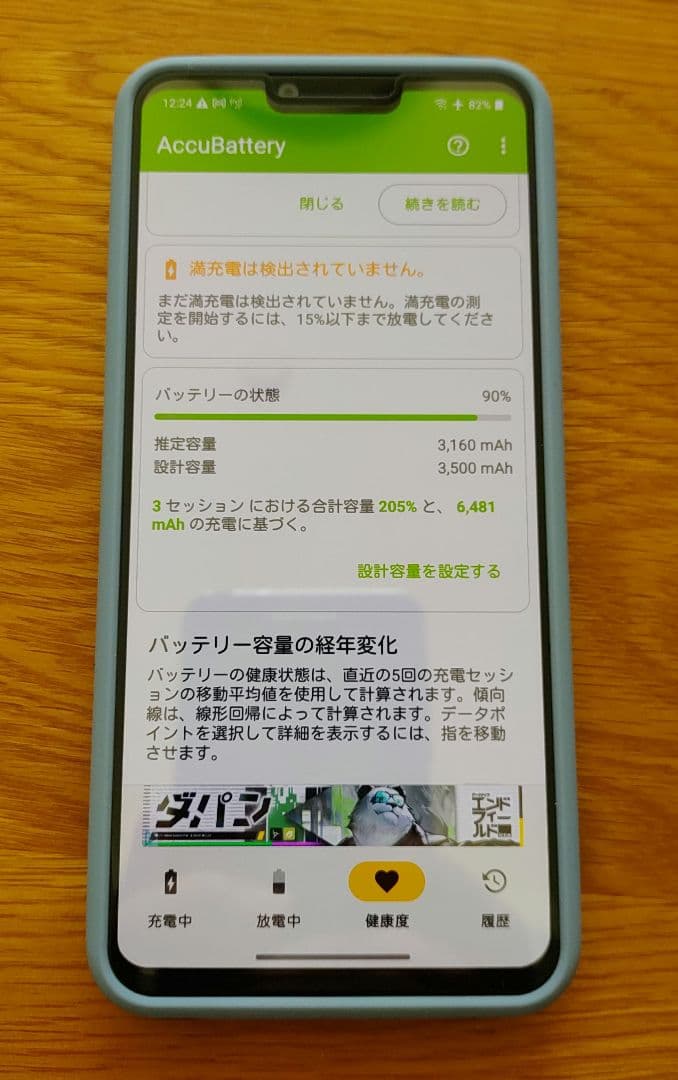 12:24 82%
AccuBattery
閉じる 続きを読む
満充電は検出されていません。
まだ満充電は検出されていません。満充電の測
定を開始するには、15%以下まで放電してくださ
い。
バッテリーの状態 90%
推定容量 3,160 mAh
設計容量 3,500 mAh
3 セッション における合計容量 205% と、 6,481
mAh の充電に基づく。
設計容量を設定する
バッテリー容量の経年変化
バッテリーの健康状態は、直近の5回の充電セッシ
ョンの移動平均値を使用して計算されます。傾向
線は、線形回帰によって計算されます。データポ
イントを選択して詳細を表示するには、指を移動
させます。
ダパン
エンド
フィー
ルド
充電中 放電中 健康度 履歴